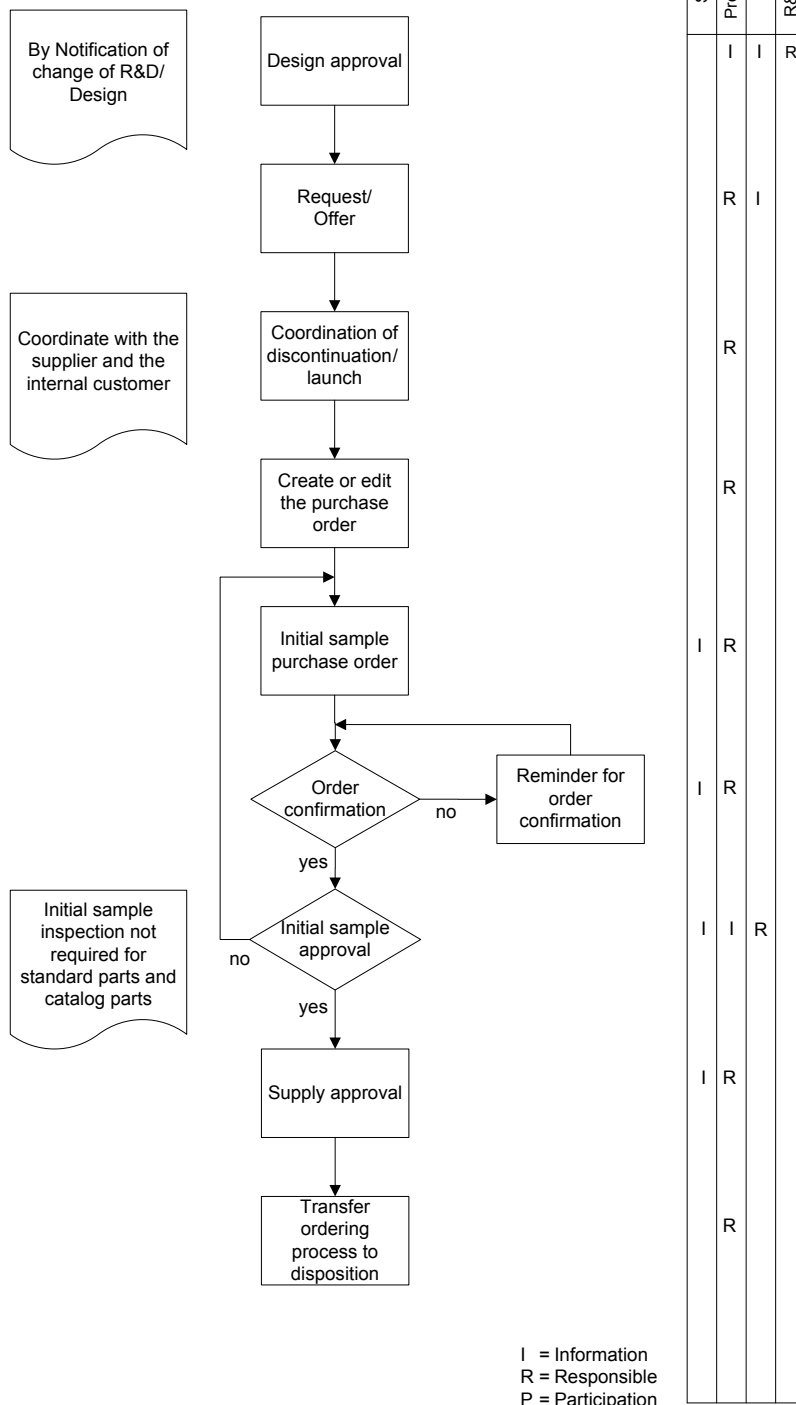 By Notification of
change of R&D/
Design
Design approval
I I R
Request/
Offer
R I
Coordinate with the
supplier and the
internal customer
Coordination of
discontinuation/
launch
R
Create or edit
the purchase
order
R
Initial sample
purchase order
I R
Order
confirmation
no
Reminder for
order
confirmation
I R
yes
Initial sample
inspection not
required for
standard parts and
catalog parts
Initial sample
approval
no
I I R
yes
Supply approval
I R
Transfer
ordering
process to
disposition
R
I = Information
R = Responsible
P = Participation